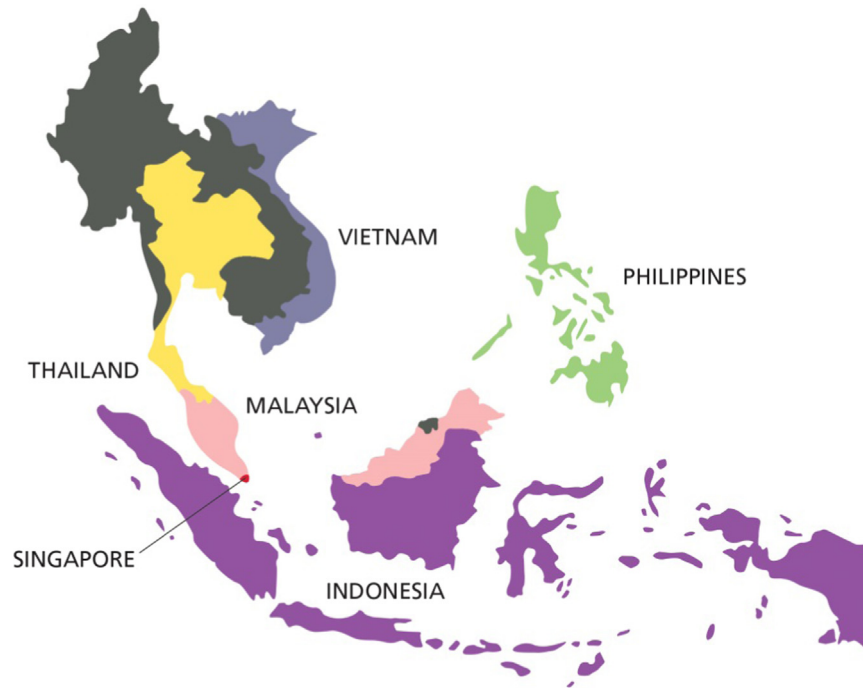 VIETNAM
PHILIPPINES
THAILAND
MALAYSIA
SINGAPORE
INDONESIA